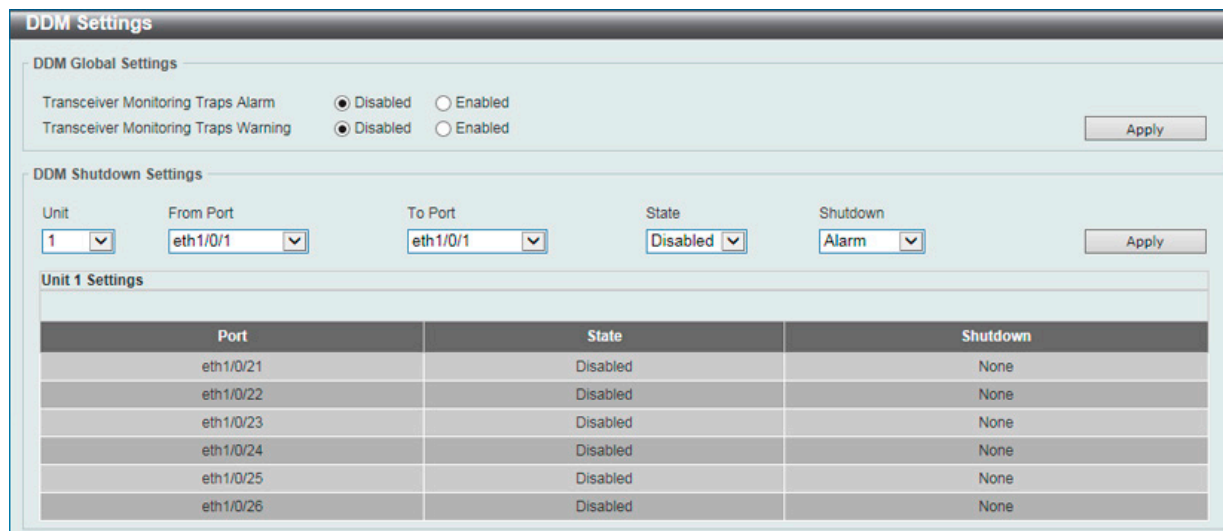 DDM Settings
DDM Global Settings
Transceiver Monitoring Traps Alarm Disabled Enabled
Transceiver Monitoring Traps Warning Disabled Enabled Apply
DDM Shutdown Settings
Unit From Port To Port State Shutdown
1 eth1/0/1 eth1/0/1 Disabled Alarm Apply
Unit 1 Settings
Port State Shutdown
eth1/0/21 Disabled None
eth1/0/22 Disabled None
eth1/0/23 Disabled None
eth1/0/24 Disabled None
eth1/0/25 Disabled None
eth1/0/26 Disabled None